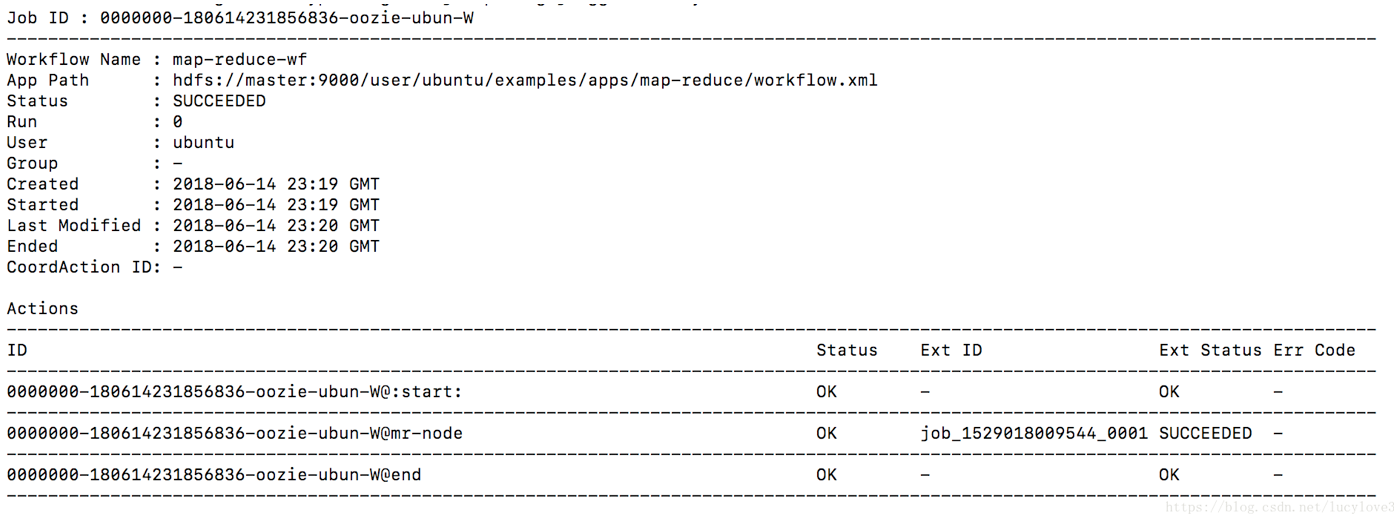 Job ID : 0000000-180614231856836-oozie-ubun-W
Workflow Name : map-reduce-wf
App Path : hdfs://master:9000/user/ubuntu/examples/apps/map-reduce/workflow.xml
Status : SUCCEEDED
Run : 0
User : ubuntu
Group : -
Created : 2018-06-14 23:19 GMT
Started : 2018-06-14 23:19 GMT
Last Modified : 2018-06-14 23:20 GMT
Ended : 2018-06-14 23:20 GMT
CoordAction ID: -
Actions
ID Status Ext ID Ext Status Err Code
0000000-180614231856836-oozie-ubun-W@:start: OK - OK -
0000000-180614231856836-oozie-ubun-W@mr-node OK job_1529018009544_0001 SUCCEEDED -
0000000-180614231856836-oozie-ubun-W@end OK - OK -
https://blog.csdn.net/lucylove3